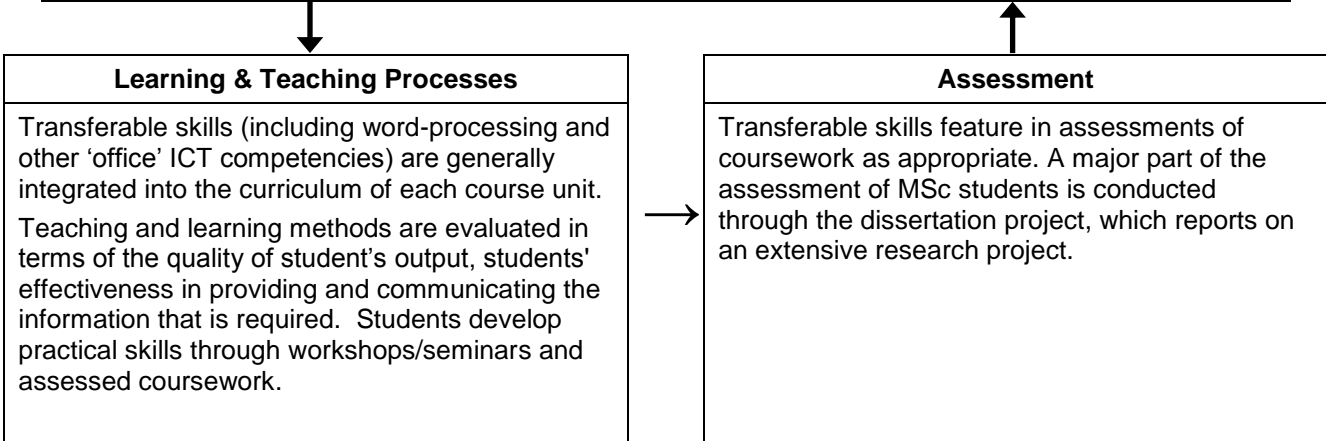 Learning & Teaching Processes
Transferable skills (including word-processing and
other ‘office’ ICT competencies) are generally
integrated into the curriculum of each course unit.
Teaching and learning methods are evaluated in
terms of the quality of student’s output, students'
effectiveness in providing and communicating the
information that is required.  Students develop
practical skills through workshops/seminars and
assessed coursework.
Assessment
Transferable skills feature in assessments of
coursework as appropriate. A major part of the
assessment of MSc students is conducted
through the dissertation project, which reports on
an extensive research project.